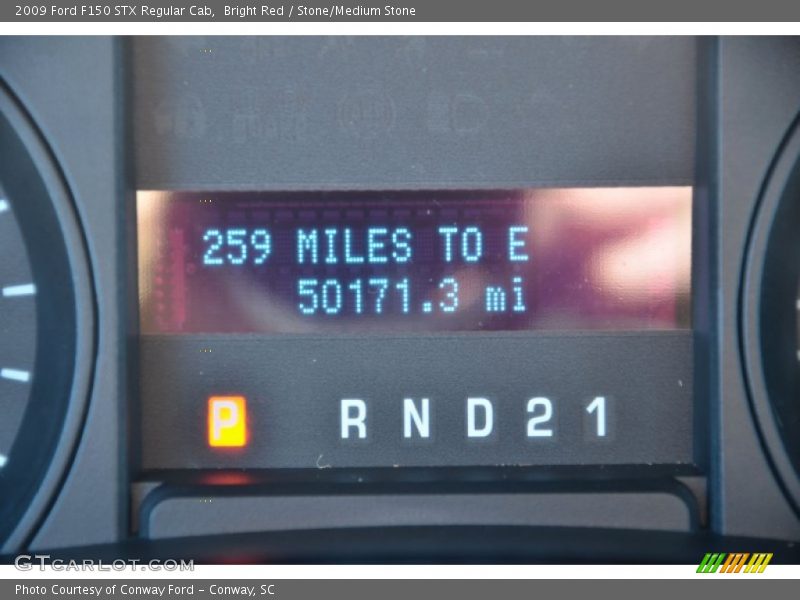 2009 Ford F150 STX Regular Cab,  Bright Red / Stone/Medium Stone
259 MILES TO E
50171.3 mi
P R N D 2 1
GTCARLOT.COM
Photo Courtesy of Conway Ford – Conway, SC